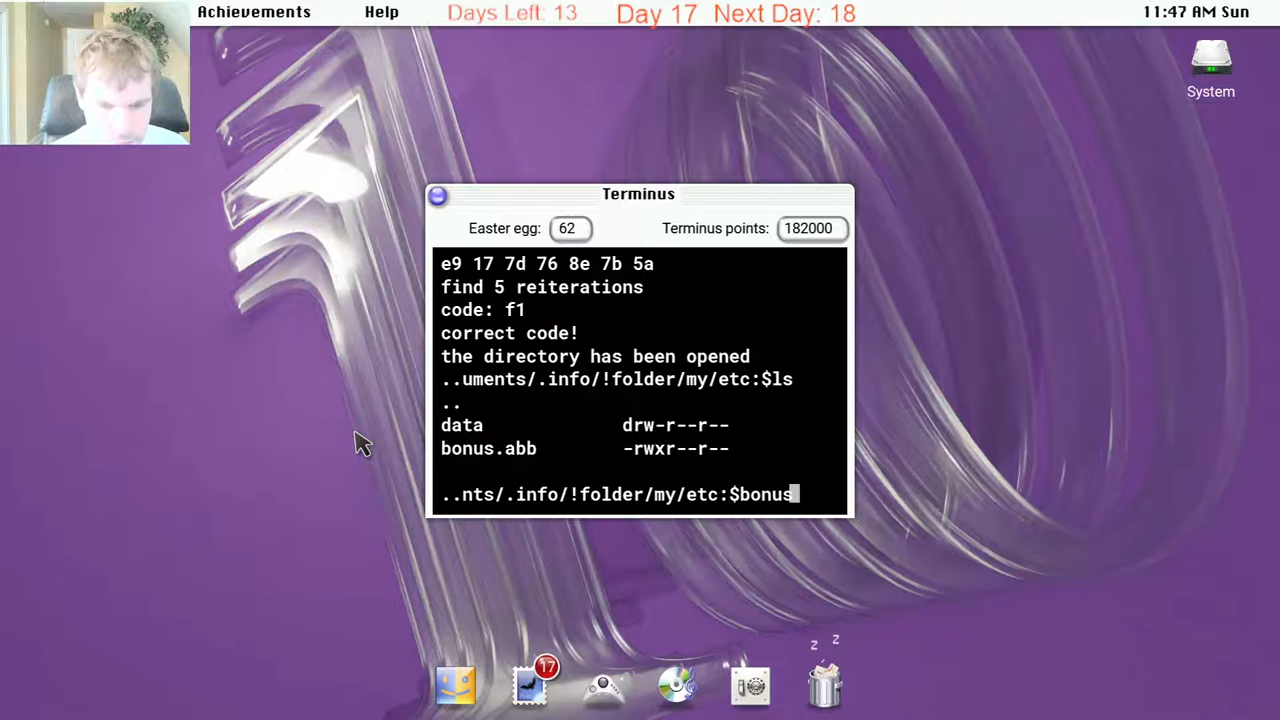 Achievements Help Days Left: 13 Day 17 Next Day: 18 11:47 AM Sun
System
Terminus
Easter egg: 62 Terminus points: 182000
e9 17 7d 76 8e 7b 5a
find 5 reiterations
code: f1
correct code!
the directory has been opened
..uments/.info/!folder/my/etc:$ls
..
data drw-r--r--
bonus.abb -rwxr--r--
..nts/.info/!folder/my/etc:$bonus
z z
17